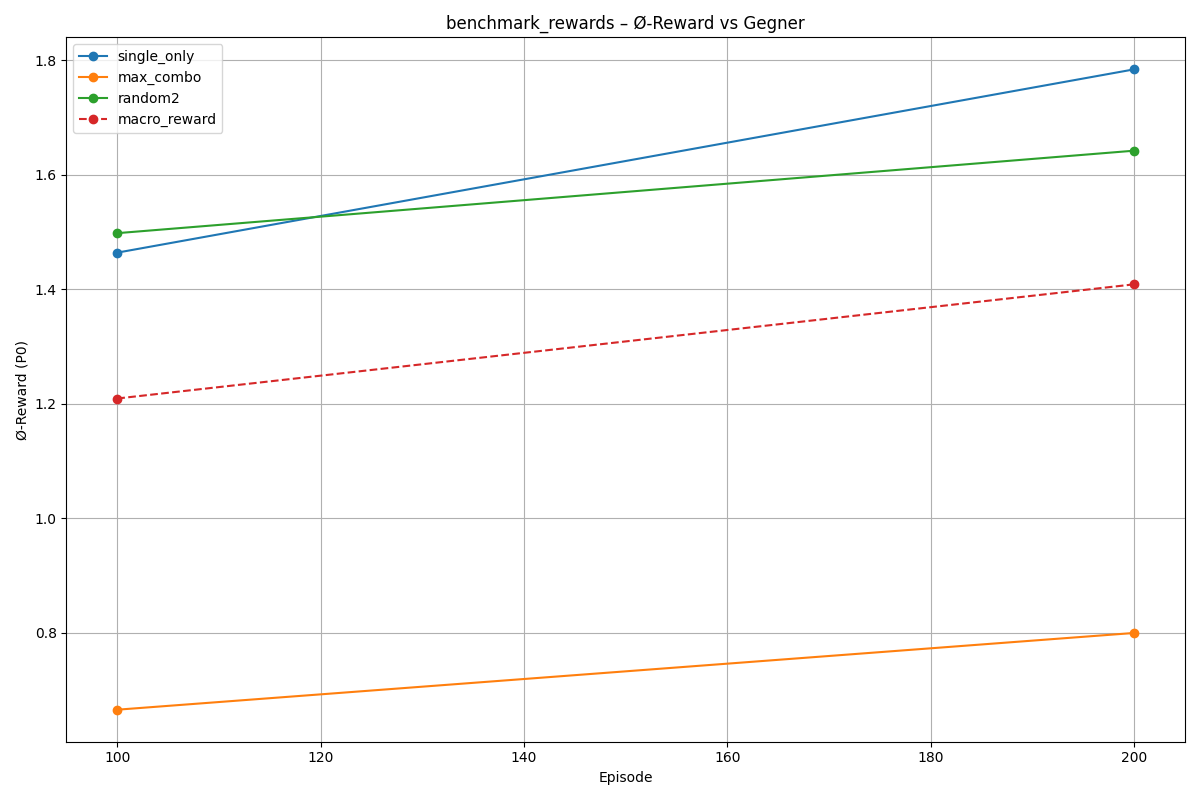 benchmark_rewards – Ø-Reward vs Gegner
single_only
max_combo
random2
macro_reward
Ø-Reward (P0)
1.8
1.6
1.4
1.2
1.0
0.8
100 120 140 160 180 200
Episode